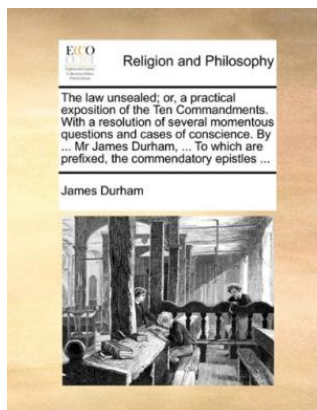 ECCO
Religion and Philosophy
The law unsealed; or, a practical
exposition of the Ten Commandments.
With a resolution of several momentous
questions and cases of conscience. By
... Mr James Durham, ... To which are
prefixed, the commendatory epistles ...
James Durham